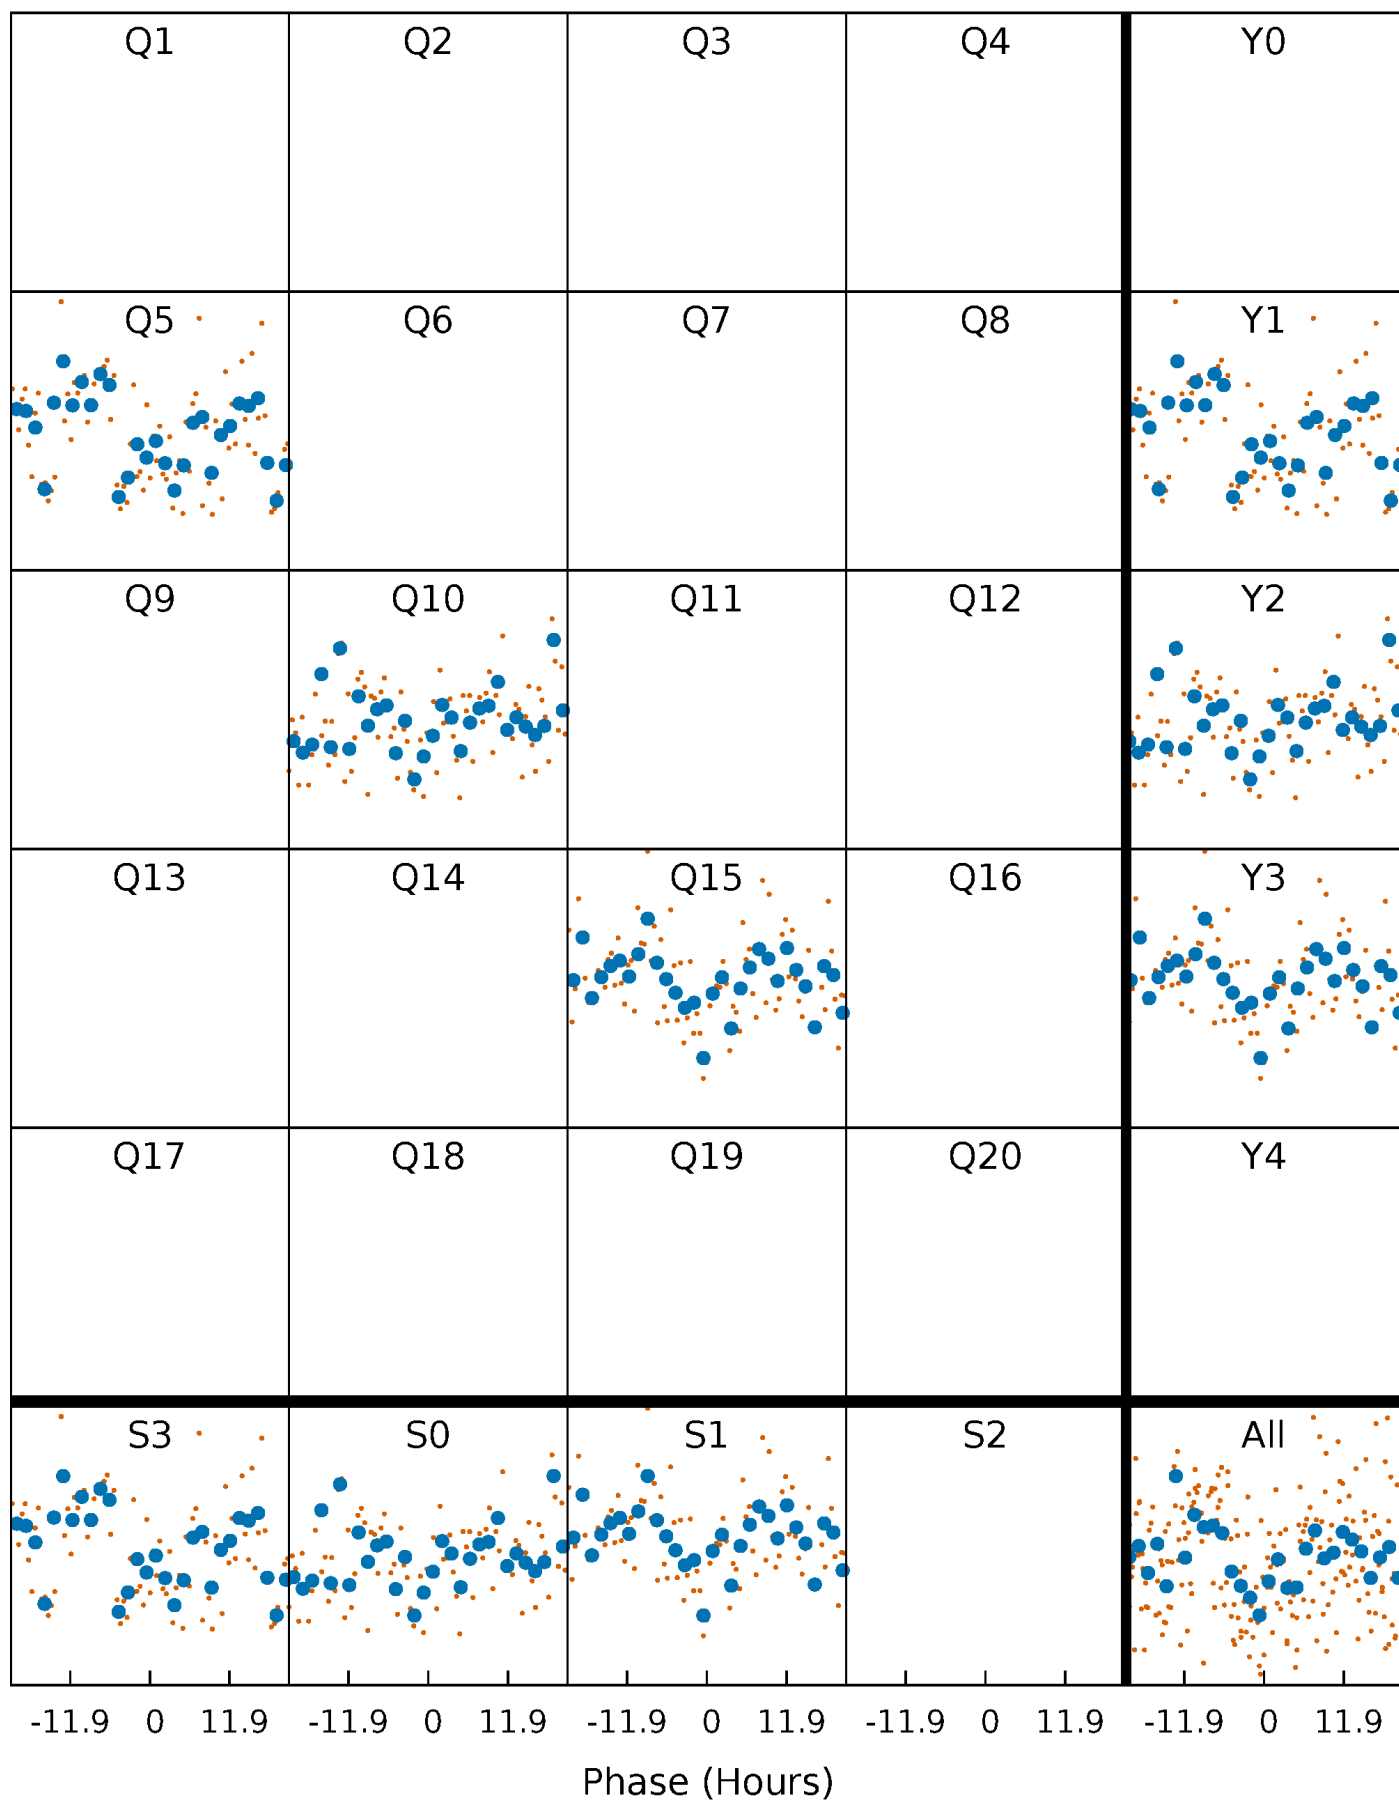 Q1 Q2 Q3 Q4 Y0
Q5 Q6 Q7 Q8 Y1
Q9 Q10 Q11 Q12 Y2
Q13 Q14 Q15 Q16 Y3
Q17 Q18 Q19 Q20 Y4
S3 S0 S1 S2 All
-11.9 0 11.9 -11.9 0 11.9 -11.9 0 11.9 -11.9 0 11.9 -11.9 0 11.9
Phase (Hours)